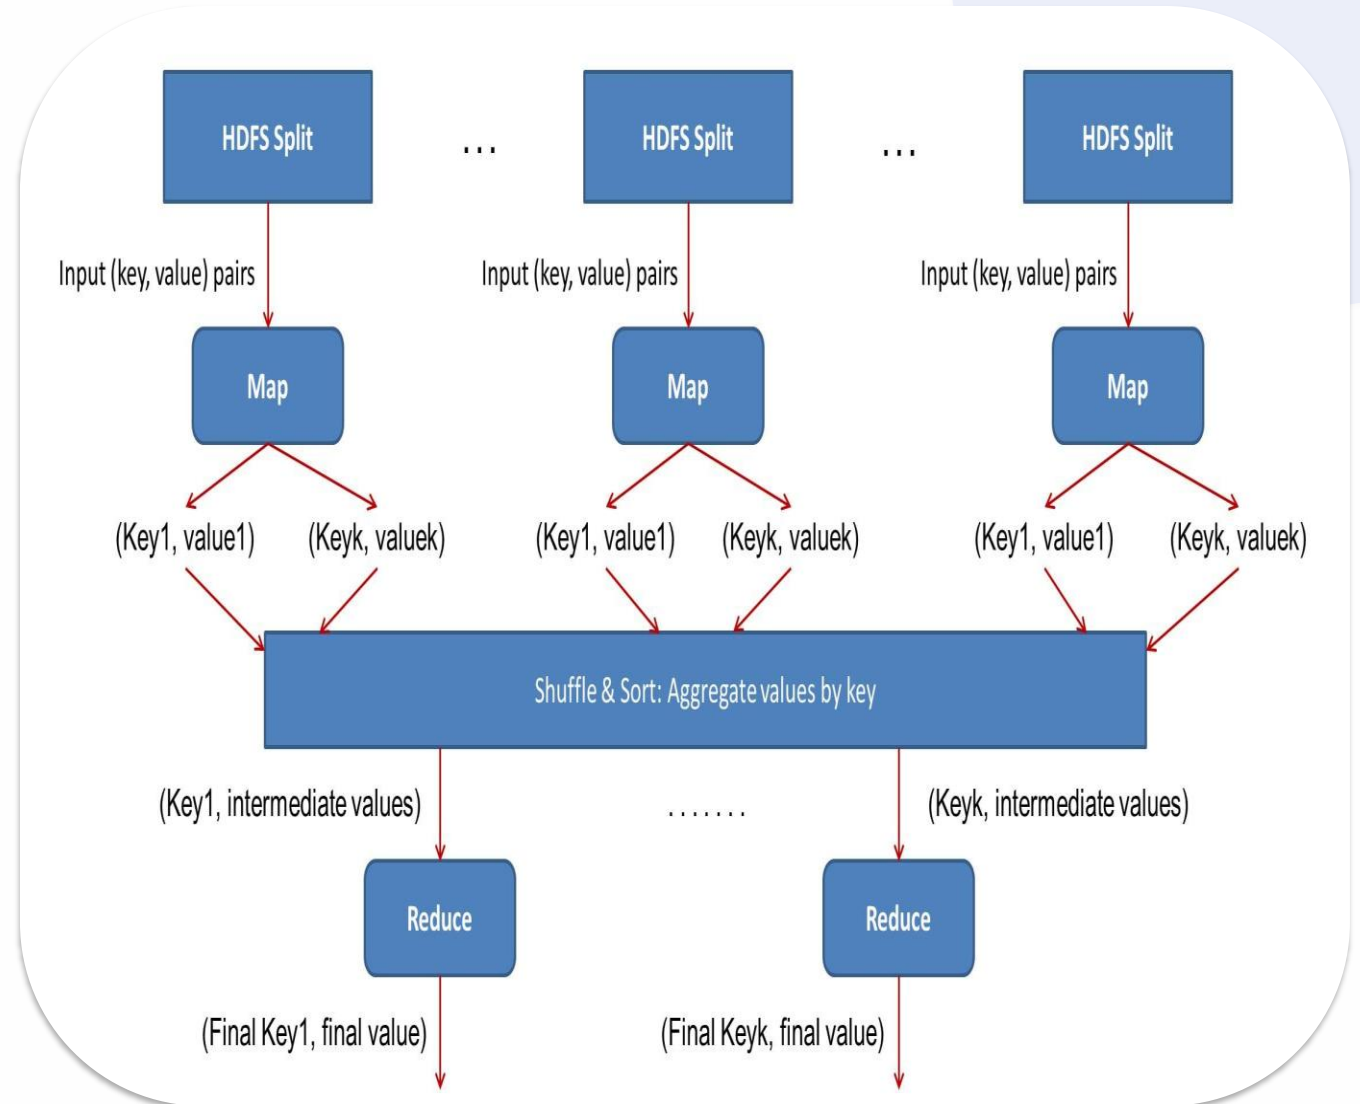 HDFS Split
...
HDFS Split
...
HDFS Split
Input (key, value) pairs
Input (key, value) pairs
Input (key, value) pairs
Map
Map
Map
(Key1, value1)
(Keyk, valuek)
(Key1, value1)
(Keyk, valuek)
(Key1, value1)
(Keyk, valuek)
Shuffle & Sort: Aggregate values by key
(Key1, intermediate values)
.......
(Keyk, intermediate values)
Reduce
Reduce
(Final Key1, final value)
(Final Keyk, final value)